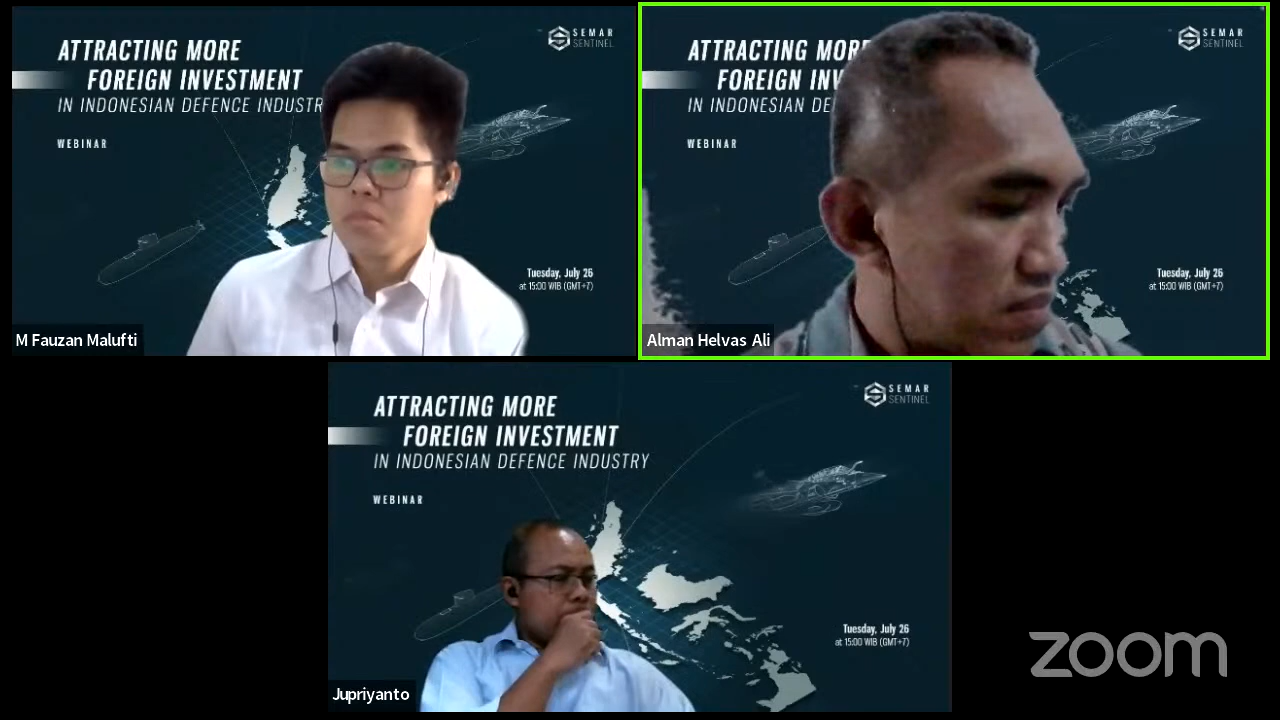 ATTRACTING MORE
FOREIGN INVESTMENT
IN INDONESIAN DEFENCE INDUSTR
WEBINAR
SEMAR
SENTINEL
Tuesday, July 26
at 15:00 WIB (GMT+7)
M Fauzan Malufti
ATTRACTING MORE
FOREIGN INV
IN INDONESIAN DE
WEBINAR
SEMAR
SENTINEL
Tuesday, July 26
at 15:00 WIB (GMT+7)
Alman Helvas Ali
ATTRACTING MORE
FOREIGN INVESTMENT
IN INDONESIAN DEFENCE INDUSTRY
WEBINAR
SEMAR
SENTINEL
Tuesday, July 26
at 15:00 WIB (GMT+7)
Jupriyanto
zoom